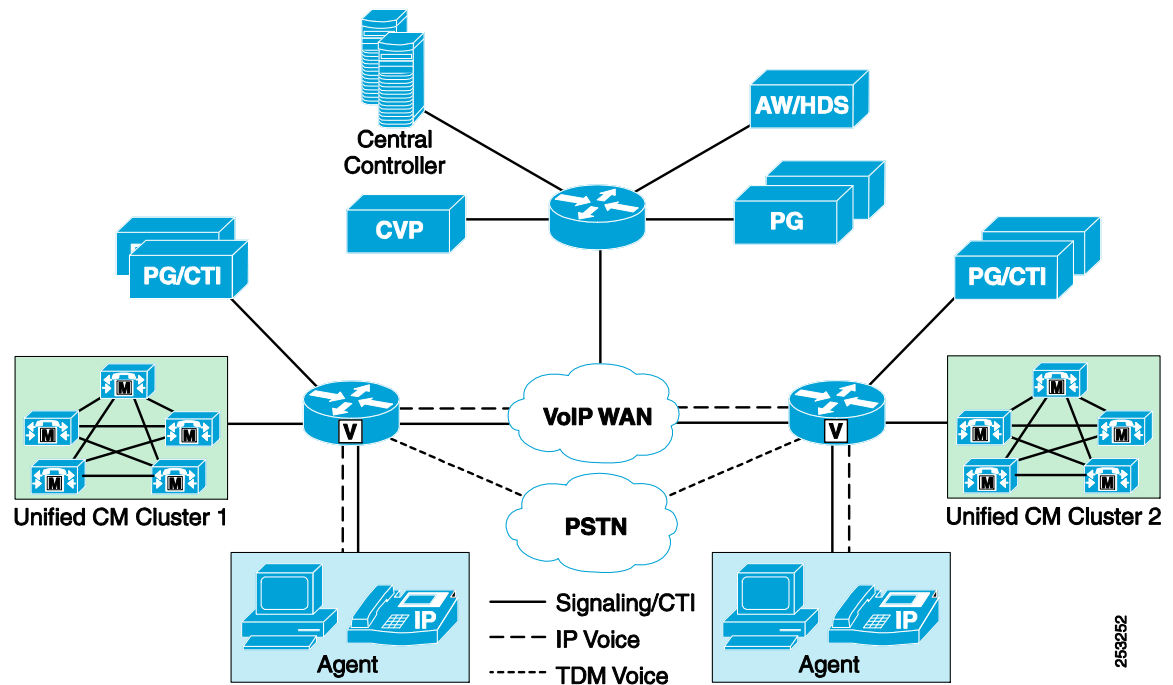 Central
Controller
AW/HDS
CVP
PG
PG/CTI
PG/CTI
M
M
M
M
M
Unified CM Cluster 1
V
VoIP WAN
V
M
M
M
M
M
Unified CM Cluster 2
PSTN
IP
Agent
Signaling/CTI
IP Voice
TDM Voice
IP
Agent
253252